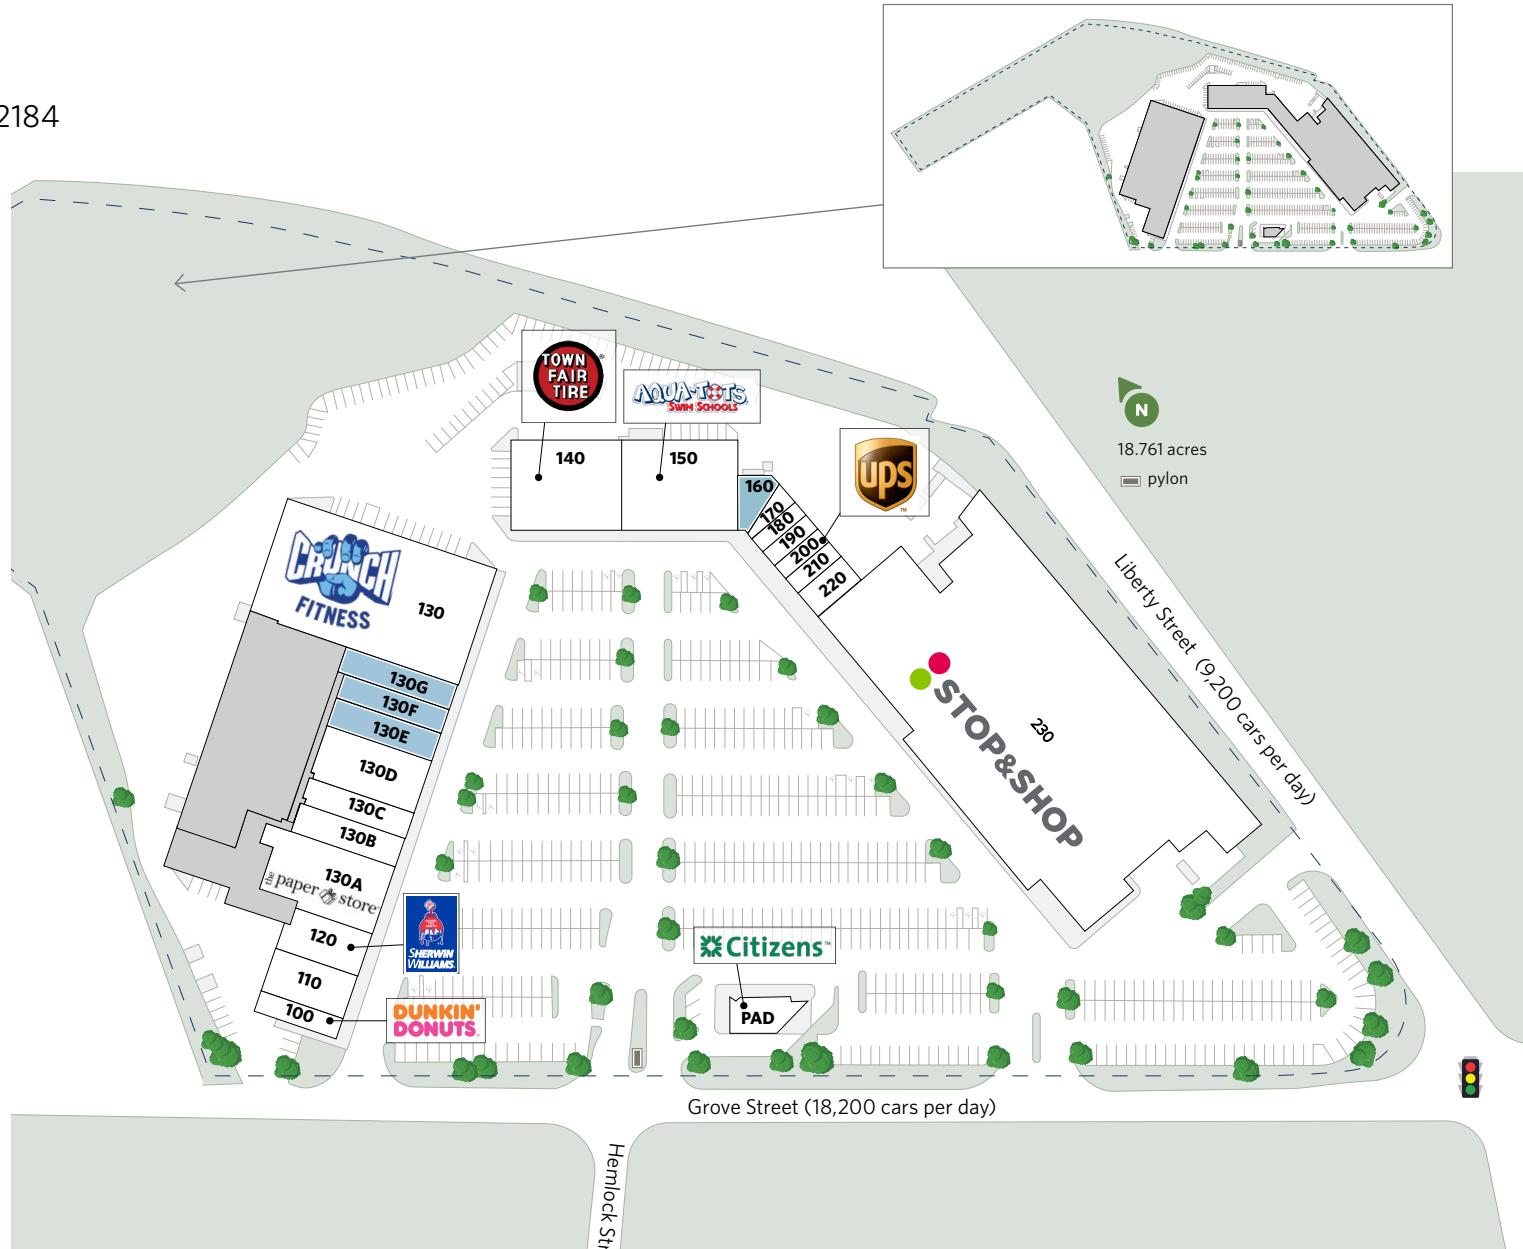 2184
TOWN
FAIR
TIRE
®
AQUA-TOTS
SWIM SCHOOLS
140
150
160
170
180
190
200
210
220
ups
™
N
18.761 acres
pylon
CRUNCH
FITNESS
130
130G
130F
130E
130D
130C
130B
130A
the paper store
120
110
100
SHERWIN
WILLIAMS
DUNKIN'
DONUTS
Citizens™
PAD
STOP&SHOP
230
Liberty Street (9,200 cars per day)
Grove Street (18,200 cars per day)
Hemlock Str